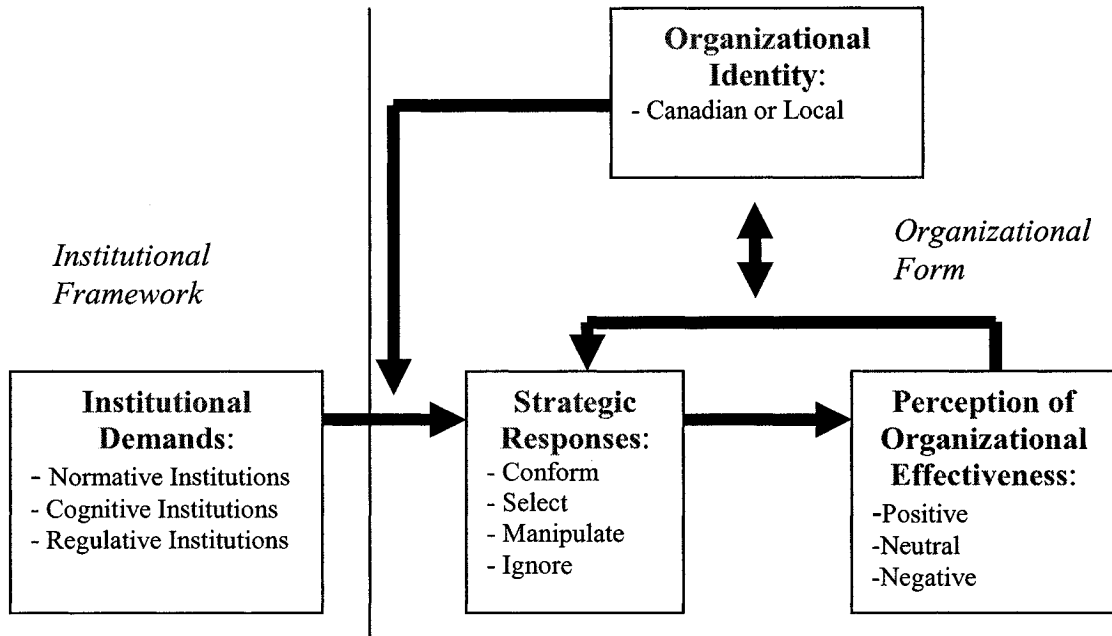 Organizational
Identity:
- Canadian or Local
Institutional
Framework
Organizational
Form
Institutional
Demands:
- Normative Institutions
- Cognitive Institutions
- Regulative Institutions
Strategic
Responses:
- Conform
- Select
- Manipulate
- Ignore
Perception of
Organizational
Effectiveness:
-Positive
-Neutral
-Negative